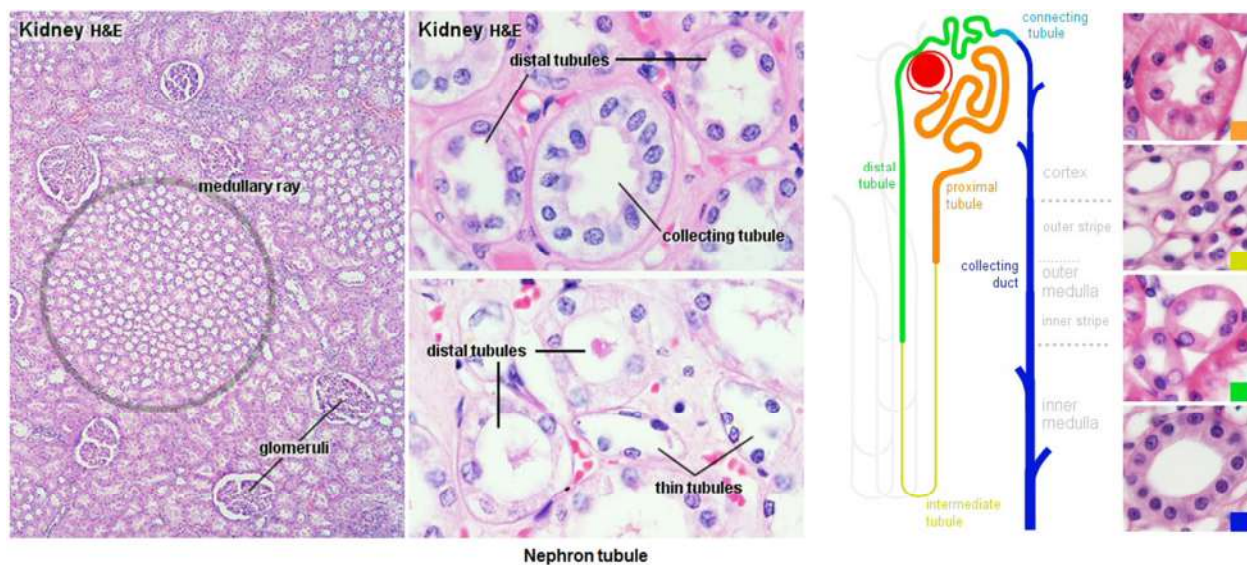 Kidney H&E
medullary ray
glomeruli
Kidney H&E
distal tubules
collecting tubule
distal tubules
thin tubules
Nephron tubule
connecting
tubule
distal
tubule
proximal
tubule
collecting
duct
intermediate
tubule
cortex
outer stripe
outer
medulla
inner stripe
inner
medulla